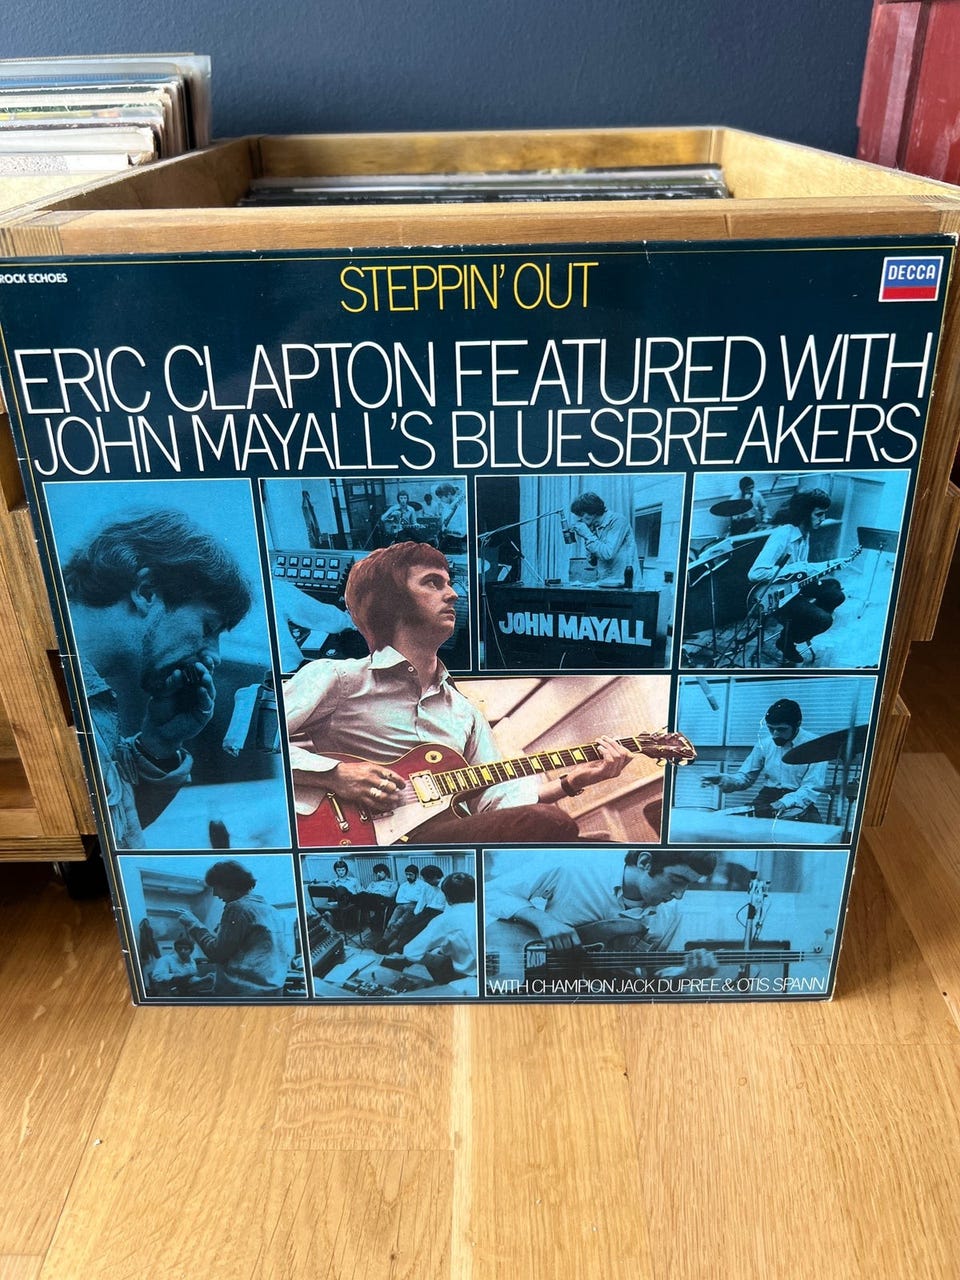 ROCK ECHOES
STEPPIN' OUT
DECCA
ERIC CLAPTON FEATURED WITH
JOHN MAYALL'S BLUESBREAKERS
JOHN MAYALL
WITH CHAMPION JACK DUPREE & OTIS SPANN